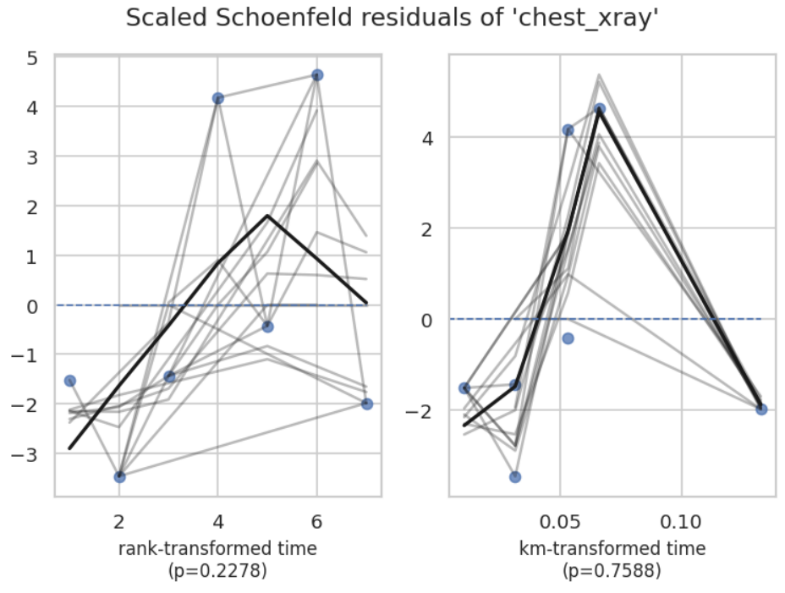 Scaled Schoenfeld residuals of 'chest_xray'
5
4
3
2
1
0
−1
−2
−3
2 4 6
rank-transformed time
(p=0.2278)
4
2
0
−2
0.05 0.10
km-transformed time
(p=0.7588)